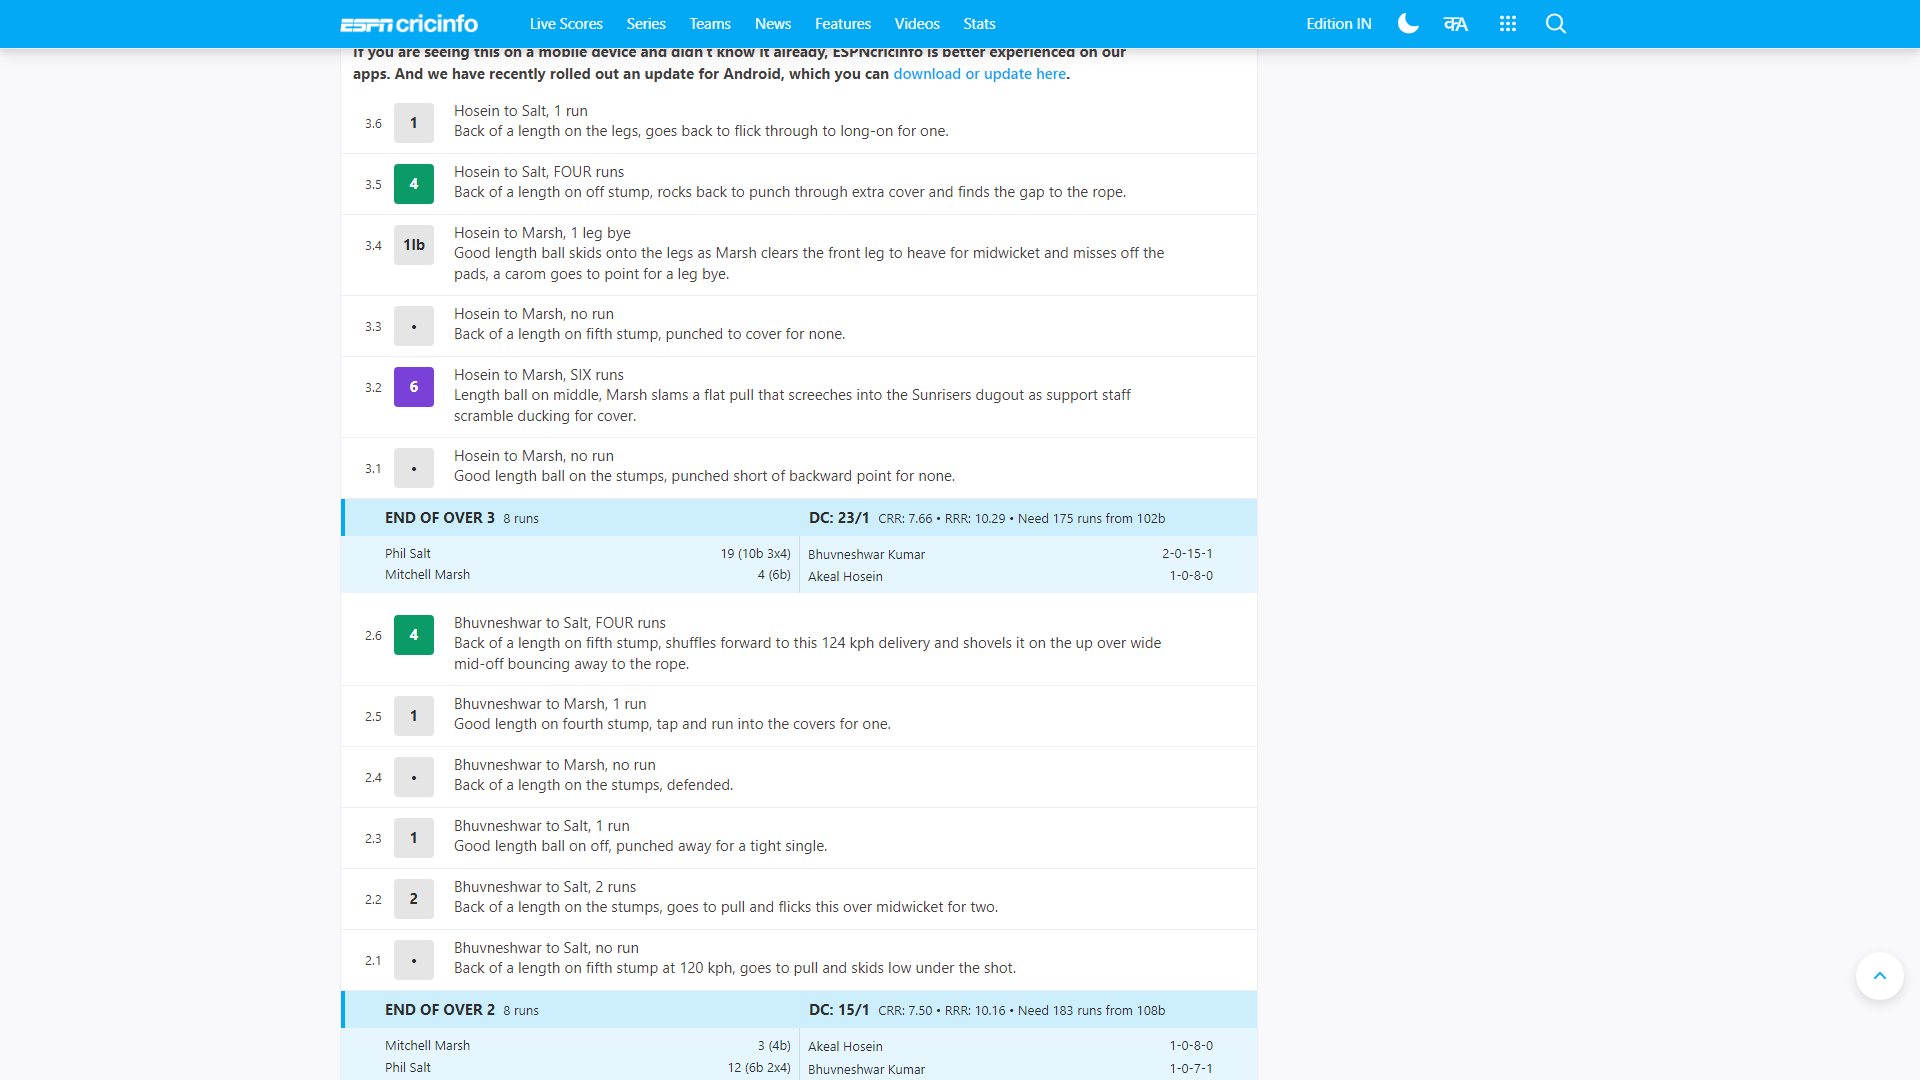 ESPN cricinfo Live Scores Series Teams News Features Videos Stats Edition IN क्A
If you are seeing this on a mobile device and didn't know it already, ESPNcricinfo is better experienced on our
apps. And we have recently rolled out an update for Android, which you can download or update here.
3.6 1 Hosein to Salt, 1 run
Back of a length on the legs, goes back to flick through to long-on for one.
3.5 4 Hosein to Salt, FOUR runs
Back of a length on off stump, rocks back to punch through extra cover and finds the gap to the rope.
3.4 1lb Hosein to Marsh, 1 leg bye
Good length ball skids onto the legs as Marsh clears the front leg to heave for midwicket and misses off the
pads, a carom goes to point for a leg bye.
3.3 • Hosein to Marsh, no run
Back of a length on fifth stump, punched to cover for none.
3.2 6 Hosein to Marsh, SIX runs
Length ball on middle, Marsh slams a flat pull that screeches into the Sunrisers dugout as support staff
scramble ducking for cover.
3.1 • Hosein to Marsh, no run
Good length ball on the stumps, punched short of backward point for none.
END OF OVER 3 8 runs DC: 23/1 CRR: 7.66 • RRR: 10.29 • Need 175 runs from 102b
Phil Salt 19 (10b 3x4) Bhuvneshwar Kumar 2-0-15-1
Mitchell Marsh 4 (6b) Akeal Hosein 1-0-8-0
2.6 4 Bhuvneshwar to Salt, FOUR runs
Back of a length on fifth stump, shuffles forward to this 124 kph delivery and shovels it on the up over wide
mid-off bouncing away to the rope.
2.5 1 Bhuvneshwar to Marsh, 1 run
Good length on fourth stump, tap and run into the covers for one.
2.4 • Bhuvneshwar to Marsh, no run
Back of a length on the stumps, defended.
2.3 1 Bhuvneshwar to Salt, 1 run
Good length ball on off, punched away for a tight single.
2.2 2 Bhuvneshwar to Salt, 2 runs
Back of a length on the stumps, goes to pull and flicks this over midwicket for two.
2.1 • Bhuvneshwar to Salt, no run
Back of a length on fifth stump at 120 kph, goes to pull and skids low under the shot.
END OF OVER 2 8 runs DC: 15/1 CRR: 7.50 • RRR: 10.16 • Need 183 runs from 108b
Mitchell Marsh 3 (4b) Akeal Hosein 1-0-8-0
Phil Salt 12 (6b 2x4) Bhuvneshwar Kumar 1-0-7-1